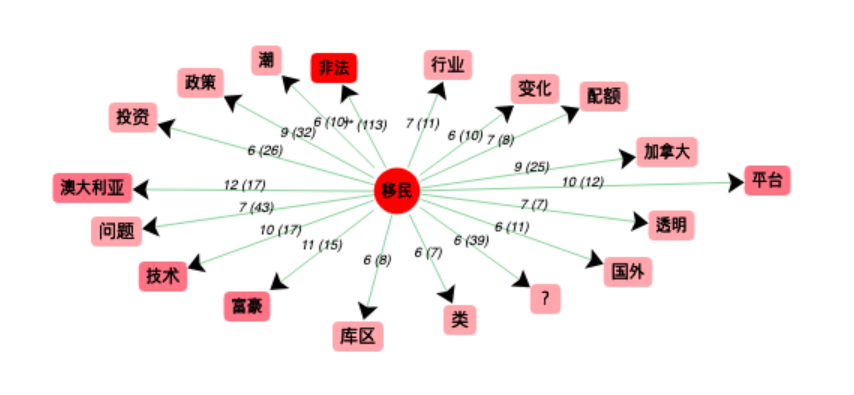 潮
非法
行业
政策
变化
配额
投资
6 (10)
(113)
7 (11)
9 (32)
6 (10)
7 (8)
6 (26)
加拿大
9 (25)
澳大利亚
12 (17)
移民
10 (12)
平台
7 (43)
7 (7)
问题
10 (17)
6 (11)
透明
11 (15)
6 (39)
技术
6 (8)
6 (7)
国外
富豪
?
库区
类